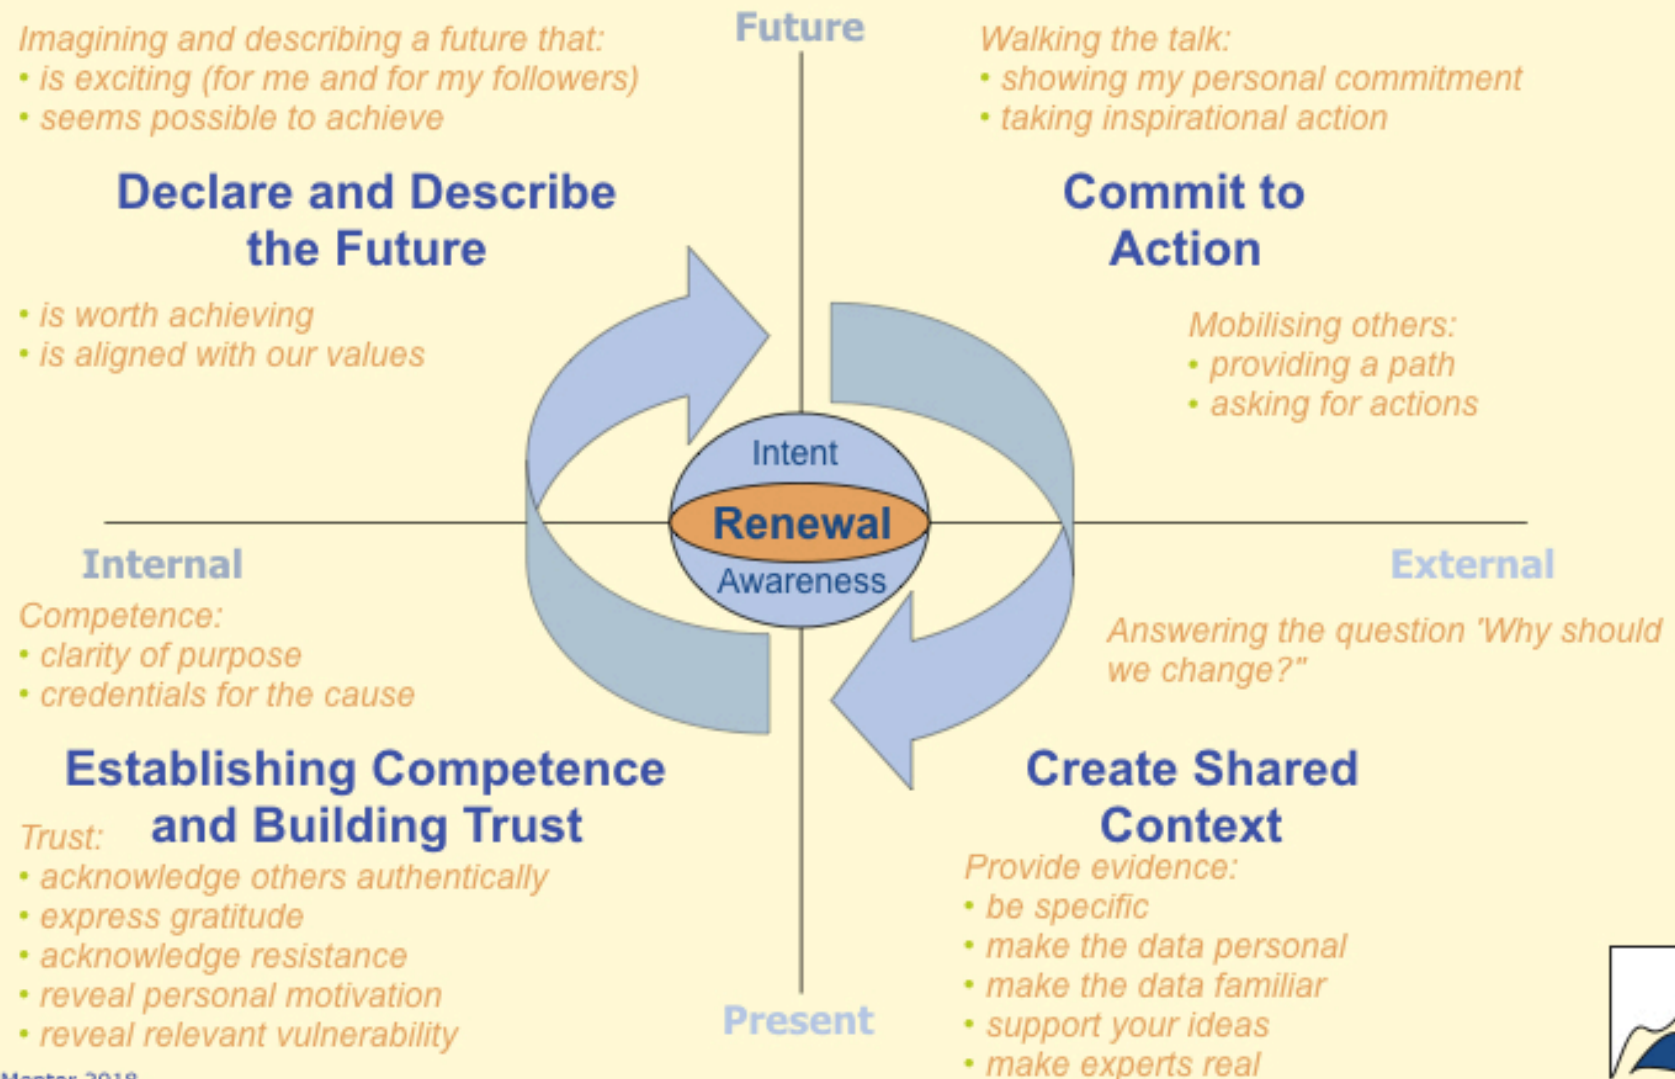 Future
Imagining and describing a future that:
• is exciting (for me and for my followers)
• seems possible to achieve
Declare and Describe
the Future
• is worth achieving
• is aligned with our values
Walking the talk:
• showing my personal commitment
• taking inspirational action
Commit to
Action
Mobilising others:
• providing a path
• asking for actions
Intent
Renewal
Awareness
Internal
External
Competence:
• clarity of purpose
• credentials for the cause
Establishing Competence
and Building Trust
Trust:
• acknowledge others authentically
• express gratitude
• acknowledge resistance
• reveal personal motivation
• reveal relevant vulnerability
Answering the question 'Why should
we change?"
Create Shared
Context
Provide evidence:
• be specific
• make the data personal
• make the data familiar
• support your ideas
• make experts real
Present
Mentor 2018